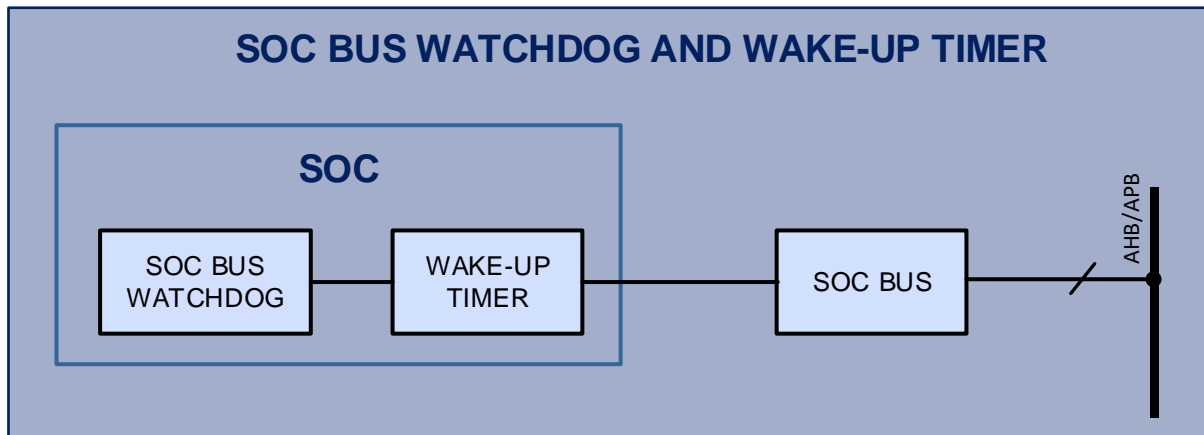 SOC BUS WATCHDOG AND WAKE-UP TIMER
SOC
SOC BUS
WATCHDOG
WAKE-UP
TIMER
SOC BUS
AHB/APB